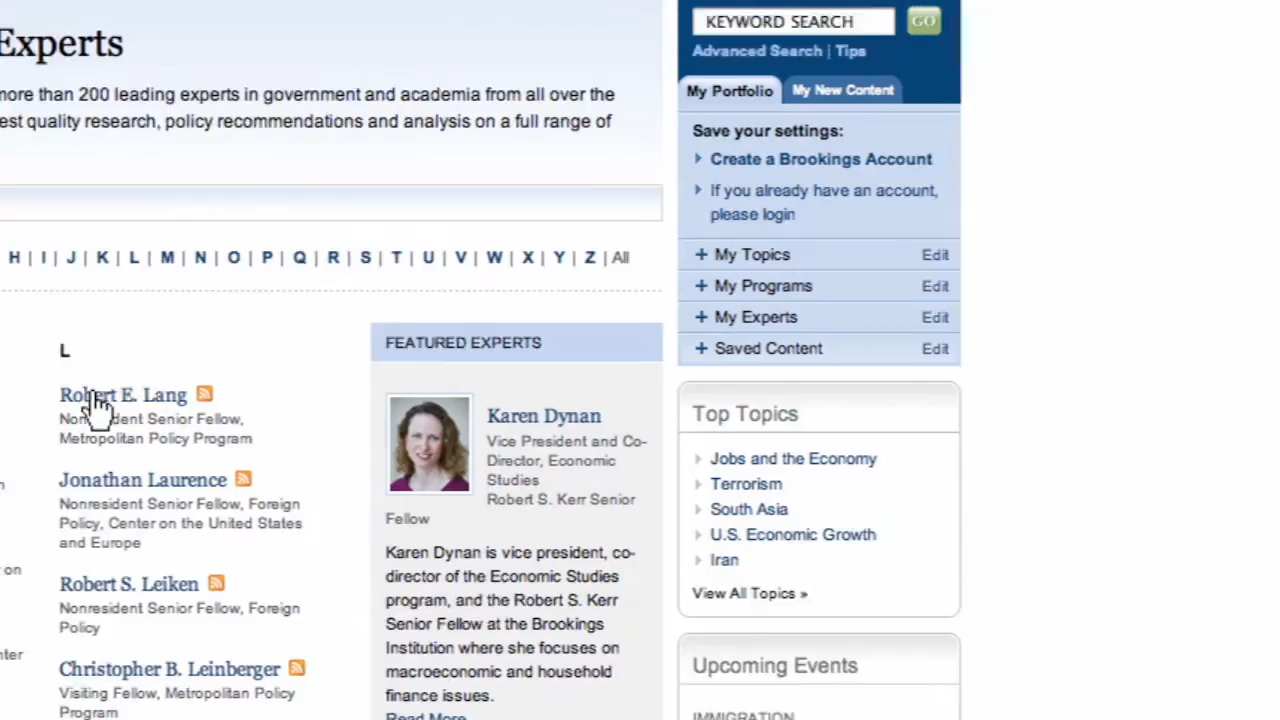 Experts
more than 200 leading experts in government and academia from all over the
est quality research, policy recommendations and analysis on a full range of
H | I | J | K | L | M | N | O | P | Q | R | S | T | U | V | W | X | Y | Z | All
L
Robert E. Lang
Nonresident Senior Fellow,
Metropolitan Policy Program
Jonathan Laurence
Nonresident Senior Fellow, Foreign
Policy, Center on the United States
and Europe
on
Robert S. Leiken
Nonresident Senior Fellow, Foreign
Policy
nter
Christopher B. Leinberger
Visiting Fellow, Metropolitan Policy
Program
FEATURED EXPERTS
Karen Dynan
Vice President and Co-
Director, Economic
Studies
Robert S. Kerr Senior
Fellow
Karen Dynan is vice president, co-
director of the Economic Studies
program, and the Robert S. Kerr
Senior Fellow at the Brookings
Institution where she focuses on
macroeconomic and household
finance issues.
Read More
KEYWORD SEARCH GO
Advanced Search | Tips
My Portfolio My New Content
Save your settings:
Create a Brookings Account
If you already have an account,
please login
+ My Topics Edit
+ My Programs Edit
+ My Experts Edit
+ Saved Content Edit
Top Topics
Jobs and the Economy
Terrorism
South Asia
U.S. Economic Growth
Iran
View All Topics »
Upcoming Events
IMMIGRATION